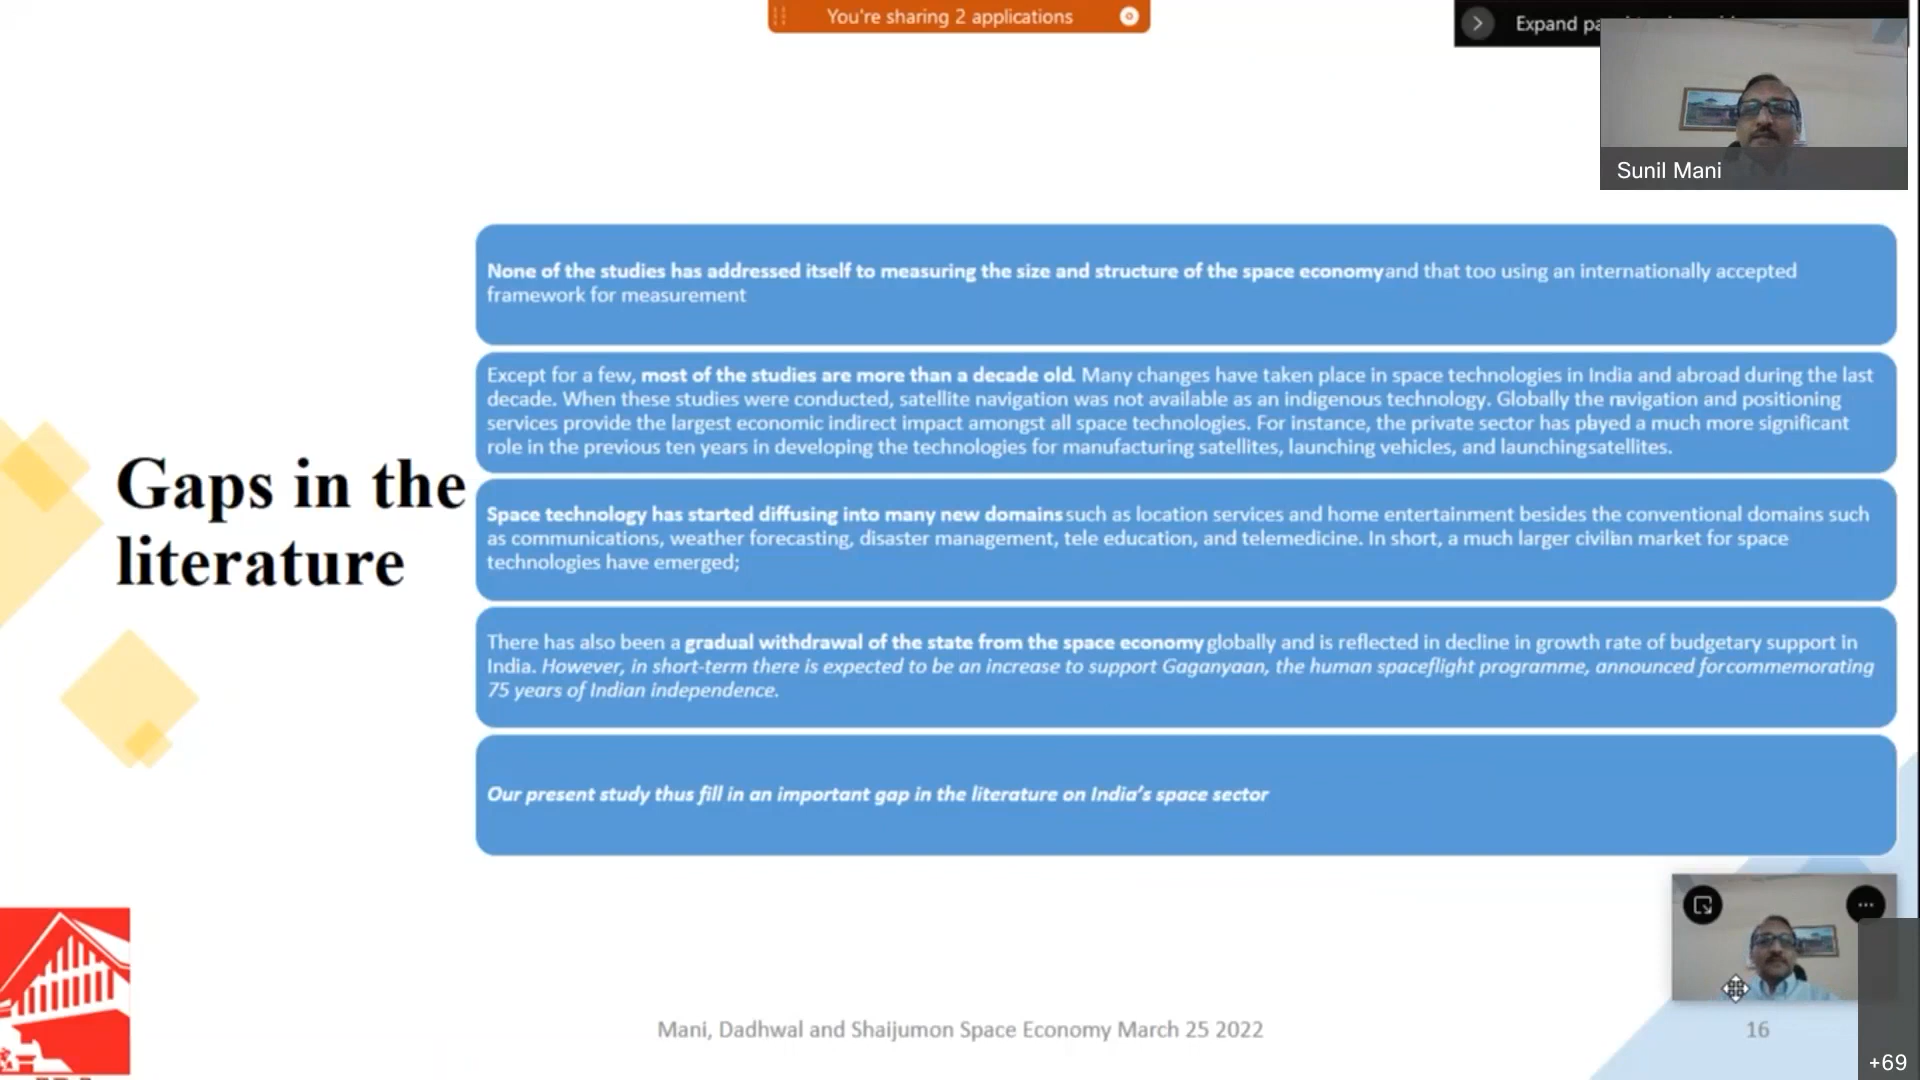 You're sharing 2 applications
Expand pa
Sunil Mani
Gaps in the
literature
None of the studies has addressed itself to measuring the size and structure of the space economy and that too using an internationally accepted
framework for measurement
Except for a few, most of the studies are more than a decade old. Many changes have taken place in space technologies in India and abroad during the last
decade. When these studies were conducted, satellite navigation was not available as an indigenous technology. Globally the navigation and positioning
services provide the largest economic indirect impact amongst all space technologies. For instance, the private sector has played a much more significant
role in the previous ten years in developing the technologies for manufacturing satellites, launching vehicles, and launching satellites.
Space technology has started diffusing into many new domains such as location services and home entertainment besides the conventional domains such
as communications, weather forecasting, disaster management, tele education, and telemedicine. In short, a much larger civilian market for space
technologies have emerged;
There has also been a gradual withdrawal of the state from the space economy globally and is reflected in decline in growth rate of budgetary support in
India. However, in short-term there is expected to be an increase to support Gaganyaan, the human spaceflight programme, announced for commemorating
75 years of Indian independence.
Our present study thus fill in an important gap in the literature on India's space sector
Mani, Dadhwal and Shaijumon Space Economy March 25 2022
16
+69